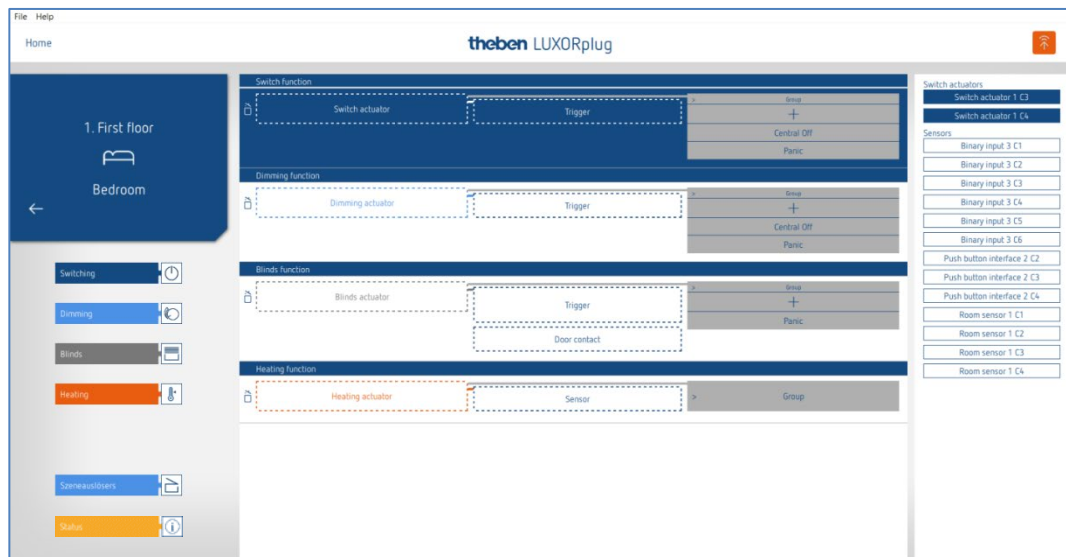 File Help
Home
theben LUXORplug
1. First floor
Bedroom
Switching
Dimming
Blinds
Heating
Szeneauslösers
Status
Switch function
Switch actuator
Trigger
> Group
+
Central Off
Panic
Dimming function
Dimming actuator
Trigger
> Group
+
Central Off
Panic
Blinds function
Blinds actuator
Trigger
Door contact
> Group
+
Panic
Heating function
Heating actuator
Sensor
> Group
Switch actuators
Switch actuator 1 C3
Switch actuator 1 C4
Sensors
Binary input 3 C1
Binary input 3 C2
Binary input 3 C3
Binary input 3 C4
Binary input 3 C5
Binary input 3 C6
Push button interface 2 C2
Push button interface 2 C3
Push button interface 2 C4
Room sensor 1 C1
Room sensor 1 C2
Room sensor 1 C3
Room sensor 1 C4